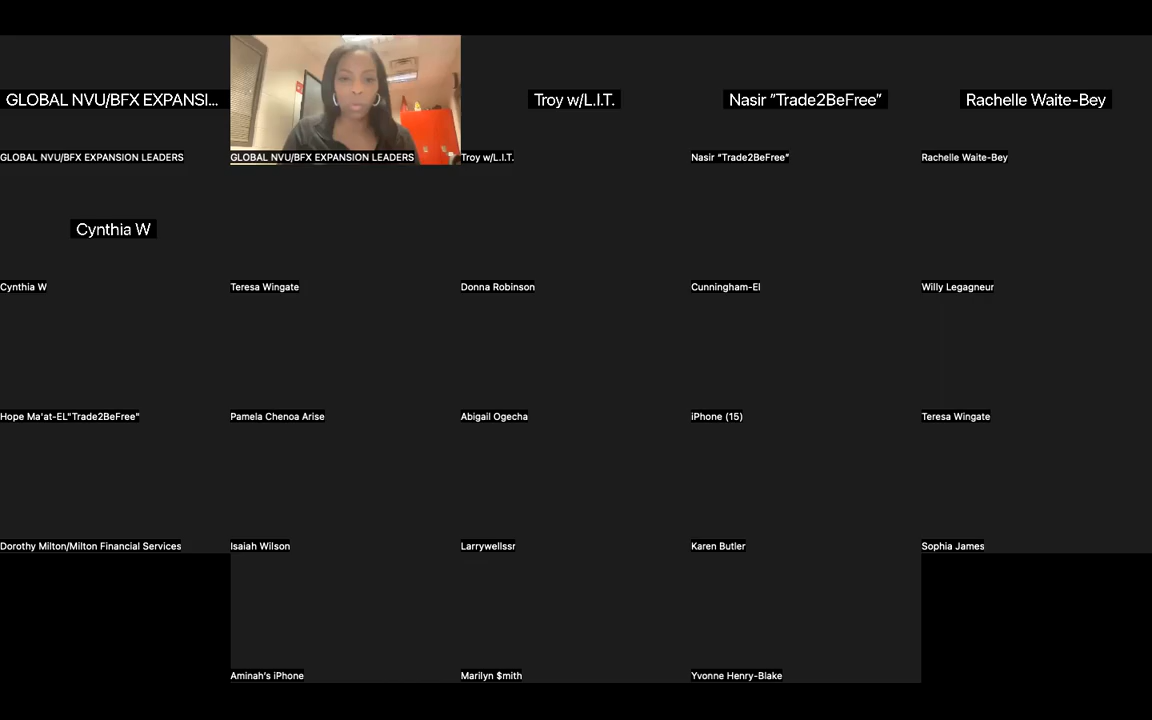 GLOBAL NVU/BFX EXPANSI...
Troy w/L.I.T.
Nasir "Trade2BeFree"
Rachelle Waite-Bey
GLOBAL NVU/BFX EXPANSION LEADERS
GLOBAL NVU/BFX EXPANSION LEADERS
Troy w/L.I.T.
Nasir "Trade2BeFree"
Rachelle Waite-Bey
Cynthia W
Cynthia W
Teresa Wingate
Donna Robinson
Cunningham-El
Willy Legagneur
Hope Ma'at-EL"Trade2BeFree"
Pamela Chenoa Arise
Abigail Ogecha
iPhone (15)
Teresa Wingate
Dorothy Milton/Milton Financial Services
Isaiah Wilson
Larrywellssr
Karen Butler
Sophia James
Aminah's iPhone
Marilyn $mith
Yvonne Henry-Blake